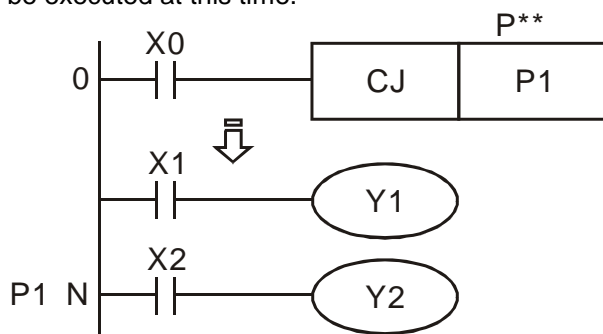 be executed at this time.
P**
X0
0 CJ P1
X1
Y1
X2
P1 N Y2